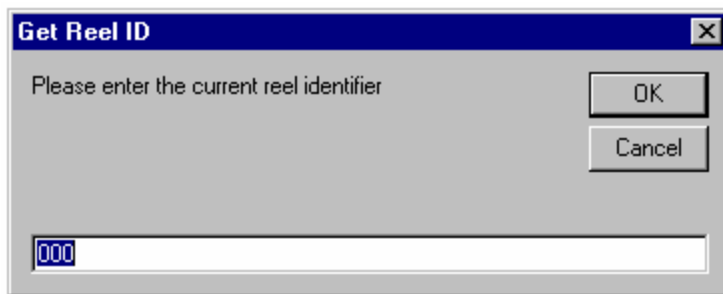 Get Reel ID
Please enter the current reel identifier
OK
Cancel
000